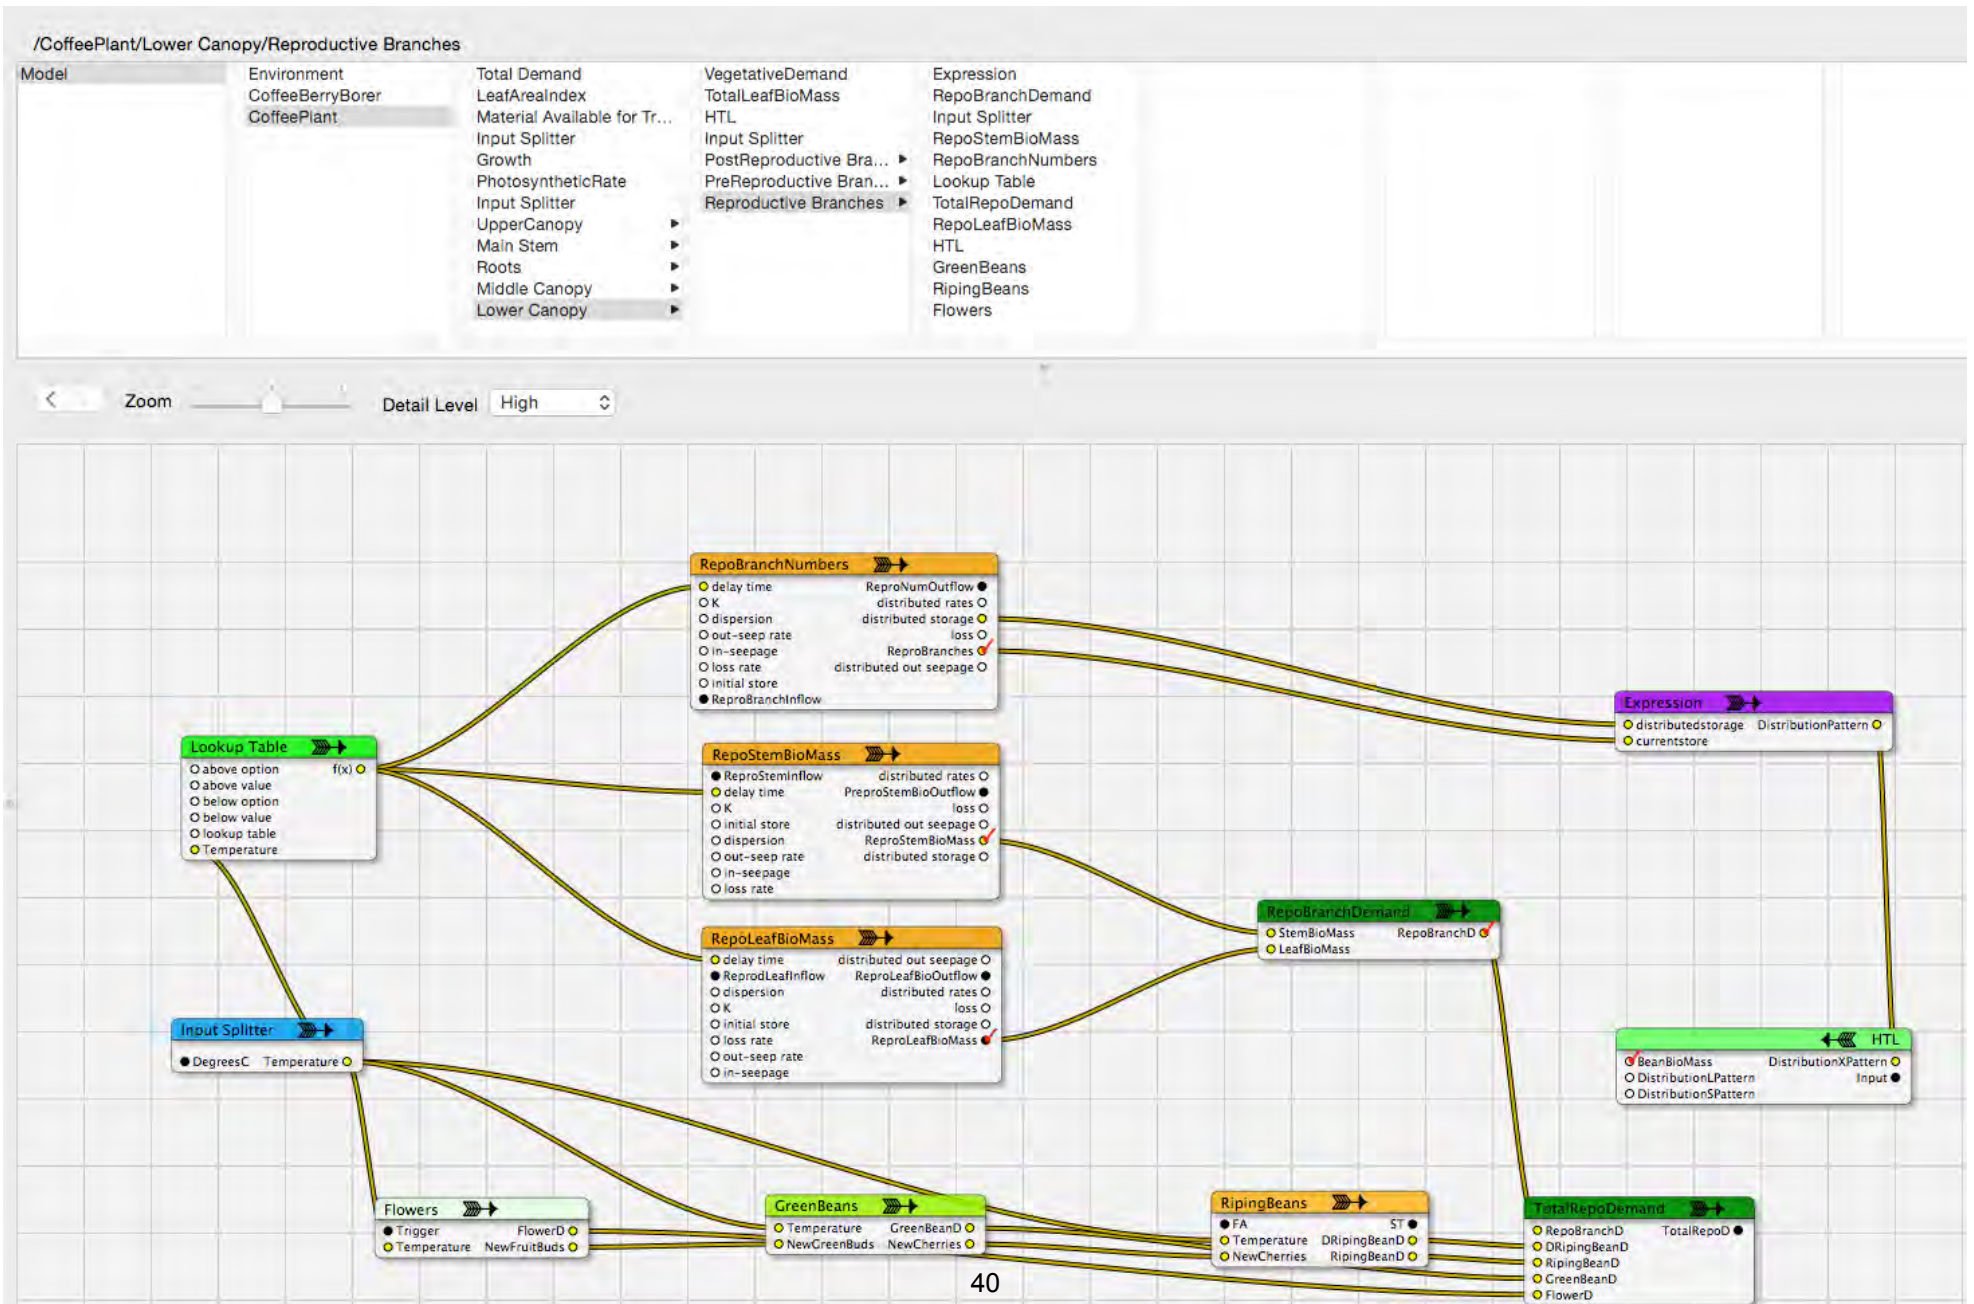 /CoffeePlant/Lower Canopy/Reproductive Branches
Model
Environment
CoffeeBerryBorer
CoffeePlant
Total Demand
LeafAreaIndex
Material Available for Tr...
Input Splitter
Growth
PhotosyntheticRate
Input Splitter
UpperCanopy
Main Stem
Roots
Middle Canopy
Lower Canopy
VegetativeDemand
TotalLeafBioMass
HTL
Input Splitter
PostReproductive Bra...
PreReproductive Bran...
Reproductive Branches
Expression
RepoBranchDemand
Input Splitter
RepoStemBioMass
RepoBranchNumbers
Lookup Table
TotalRepoDemand
RepoLeafBioMass
HTL
GreenBeans
RipingBeans
Flowers
Zoom
Detail Level High
RepoBranchNumbers
delay time ReproNumOutflow
K distributed rates
dispersion distributed storage
out-seep rate loss
in-seepage ReproBranches
loss rate distributed out seepage
initial store
ReproBranchInflow
Expression
distributedstorage DistributionPattern
currentstore
Lookup Table
above option f(x)
above value
below option
below value
lookup table
Temperature
RepoStemBioMass
ReproStemInflow distributed rates
delay time PreproStemBioOutflow
K loss
initial store distributed out seepage
dispersion ReproStemBioMass
out-seep rate distributed storage
in-seepage
loss rate
RepoLeafBioMass
delay time distributed out seepage
ReprodLeafInflow ReproLeafBioOutflow
dispersion distributed rates
K loss
initial store distributed storage
loss rate ReproLeafBioMass
out-seep rate
in-seepage
RepoBranchDemand
StemBioMass RepoBranchD
LeafBioMass
Input Splitter
DegreesC Temperature
HTL
BeanBioMass DistributionXPattern
DistributionLPattern Input
DistributionSPattern
Flowers
Trigger FlowerD
Temperature NewFruitBuds
GreenBeans
Temperature GreenBeanD
NewGreenBuds NewCherries
RipingBeans
FA ST
Temperature DRipingBeanD
NewCherries RipingBeanD
TotalRepoDemand
RepoBranchD TotalRepoD
DRipingBeanD
RipingBeanD
GreenBeanD
FlowerD
40